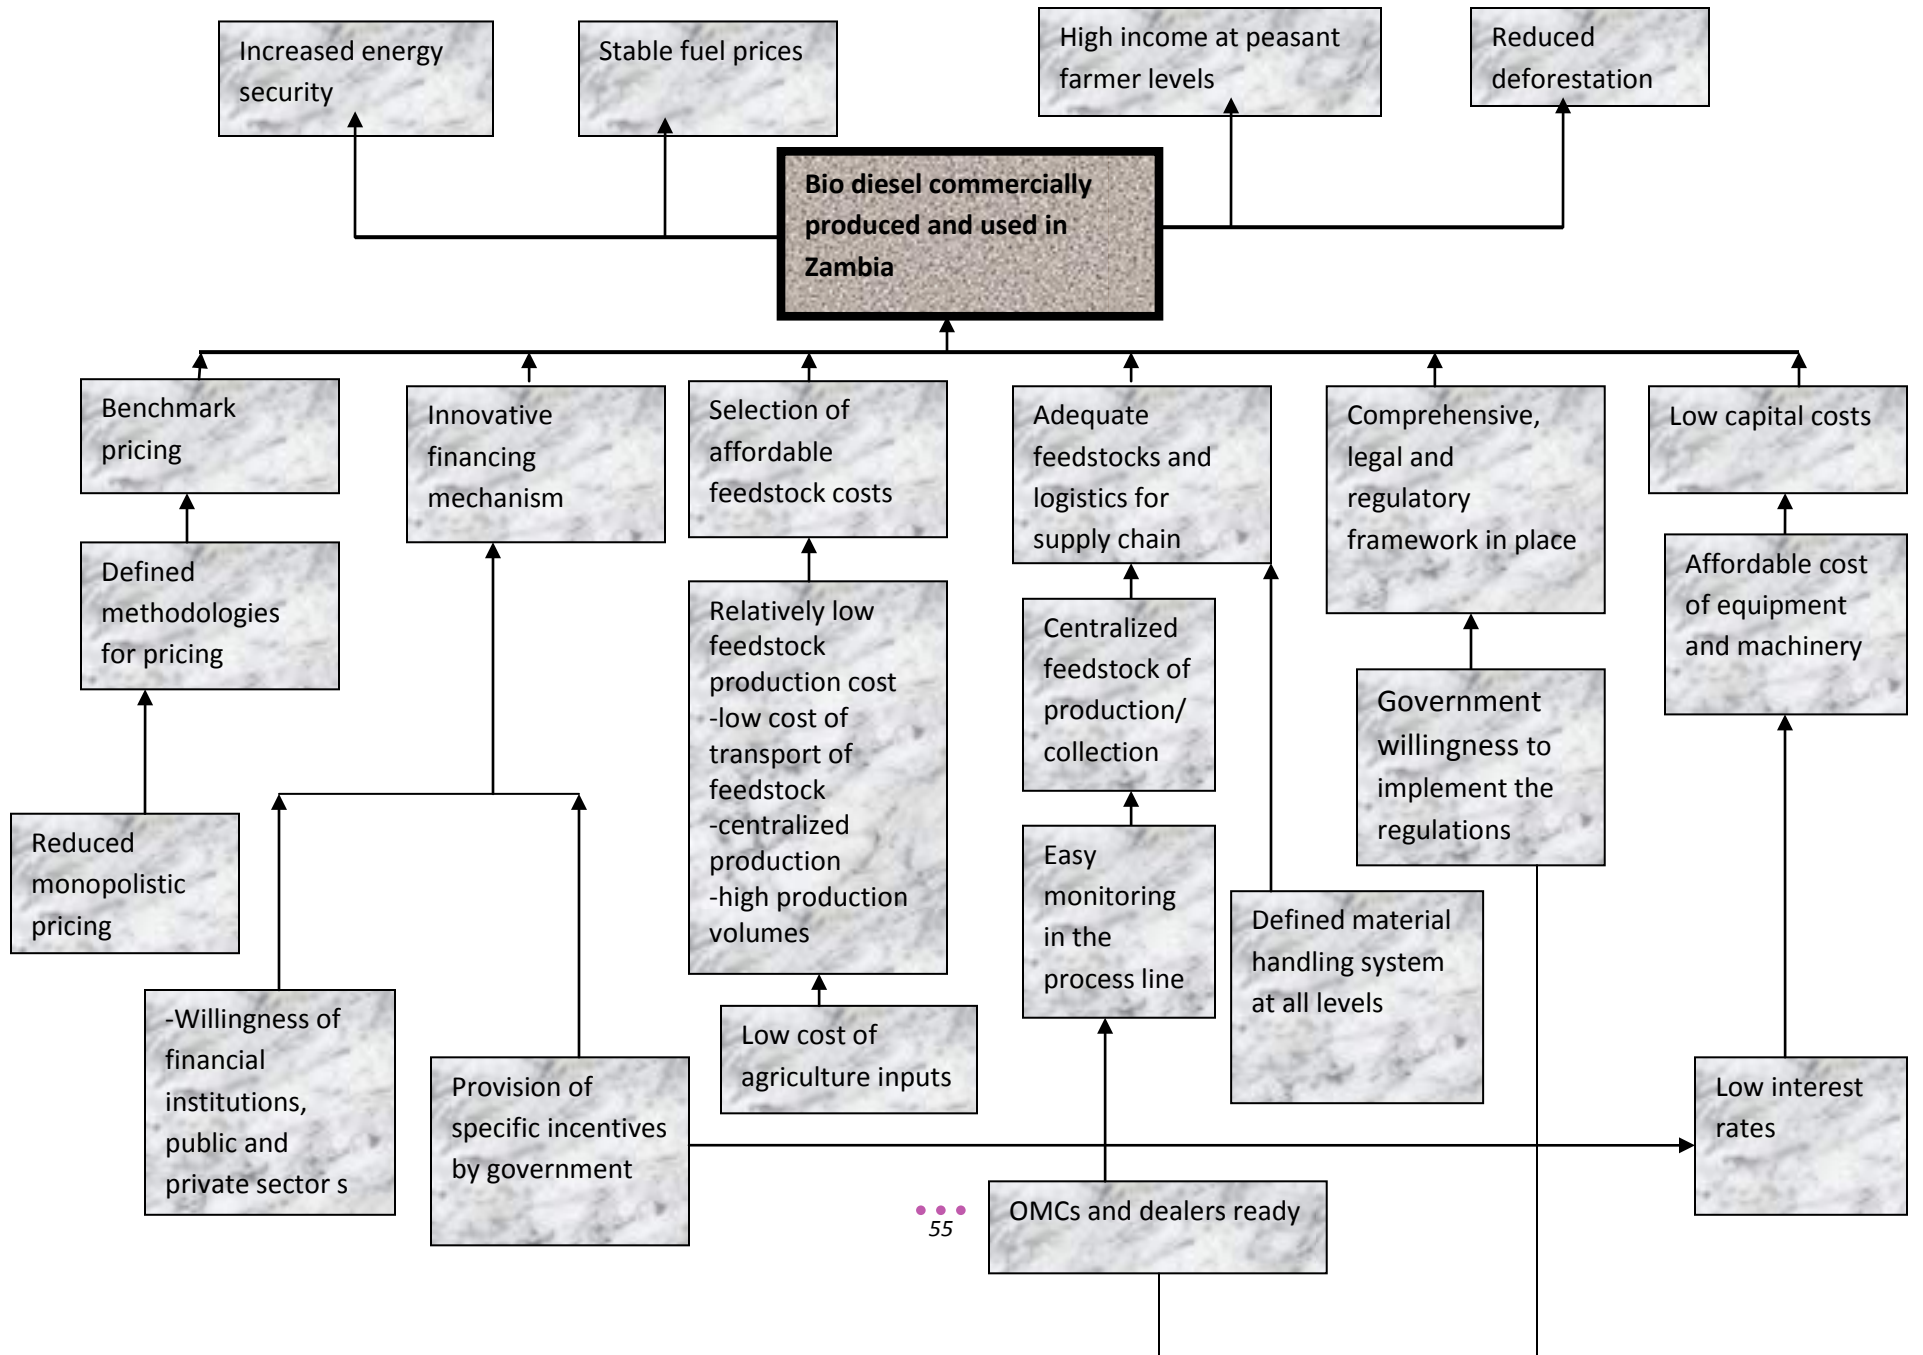 Increased energy
security
Stable fuel prices
High income at peasant
farmer levels
Reduced
deforestation
Bio diesel commercially
produced and used in
Zambia
Benchmark
pricing
Innovative
financing
mechanism
Selection of
affordable
feedstock costs
Adequate
feedstocks and
logistics for
supply chain
Comprehensive,
legal and
regulatory
framework in place
Low capital costs
Defined
methodologies
for pricing
Relatively low
feedstock
production cost
-low cost of
transport of
feedstock
-centralized
production
-high production
volumes
Centralized
feedstock of
production/
collection
Government
willingness to
implement the
regulations
Affordable cost
of equipment
and machinery
Reduced
monopolistic
pricing
Easy
monitoring
in the
process line
Defined material
handling system
at all levels
-Willingness of
financial
institutions,
public and
private sector s
Provision of
specific incentives
by government
Low cost of
agriculture inputs
Low interest
rates
OMCs and dealers ready
55